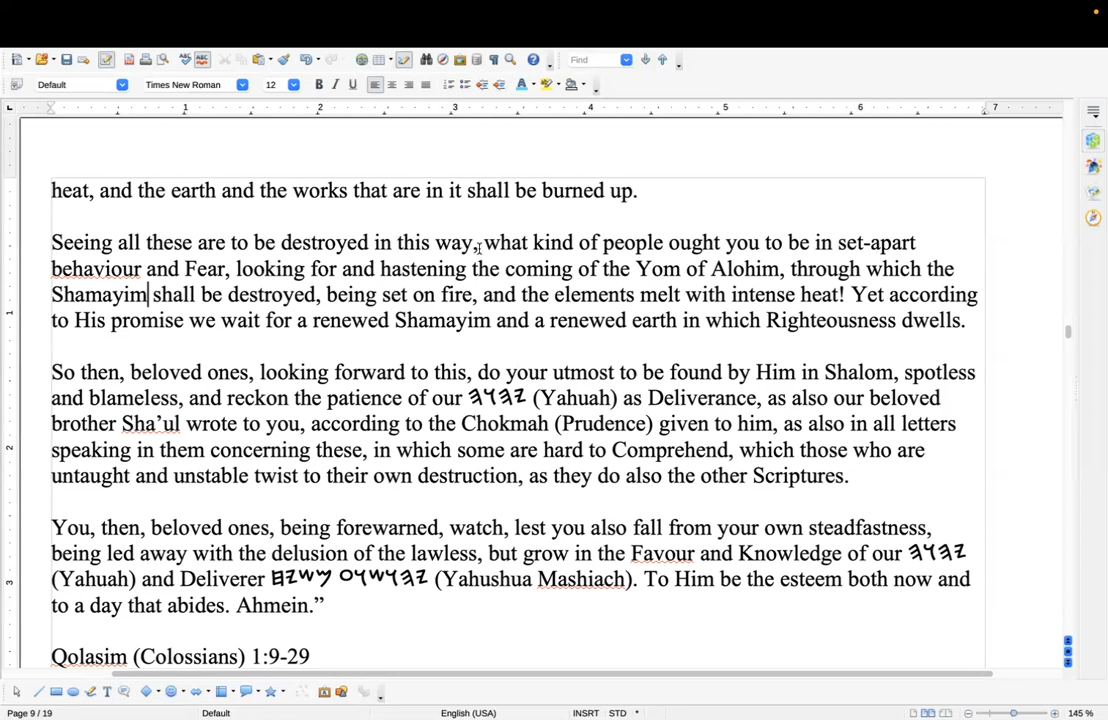 Find
Default
Times New Roman
12
B I U
1 2 3 4 5 6 7
heat, and the earth and the works that are in it shall be burned up.
Seeing all these are to be destroyed in this way, what kind of people ought you to be in set-apart
behaviour and Fear, looking for and hastening the coming of the Yom of Alohim, through which the
Shamayim shall be destroyed, being set on fire, and the elements melt with intense heat! Yet according
to His promise we wait for a renewed Shamayim and a renewed earth in which Righteousness dwells.
So then, beloved ones, looking forward to this, do your utmost to be found by Him in Shalom, spotless
and blameless, and reckon the patience of our 𐤉𐤄𐤅𐤄 (Yahuah) as Deliverance, as also our beloved
brother Sha’ul wrote to you, according to the Chokmah (Prudence) given to him, as also in all letters
speaking in them concerning these, in which some are hard to Comprehend, which those who are
untaught and unstable twist to their own destruction, as they do also the other Scriptures.
You, then, beloved ones, being forewarned, watch, lest you also fall from your own steadfastness,
being led away with the delusion of the lawless, but grow in the Favour and Knowledge of our 𐤉𐤄𐤅𐤄
(Yahuah) and Deliverer 𐤉𐤄𐤅𐤔𐤅𐤏 𐤌𐤔𐤉𐤇 (Yahushua Mashiach). To Him be the esteem both now and
to a day that abides. Ahmein.”
Qolasim (Colossians) 1:9-29
Page 9 / 19
Default
English (USA)
INSRT
STD
*
145 %